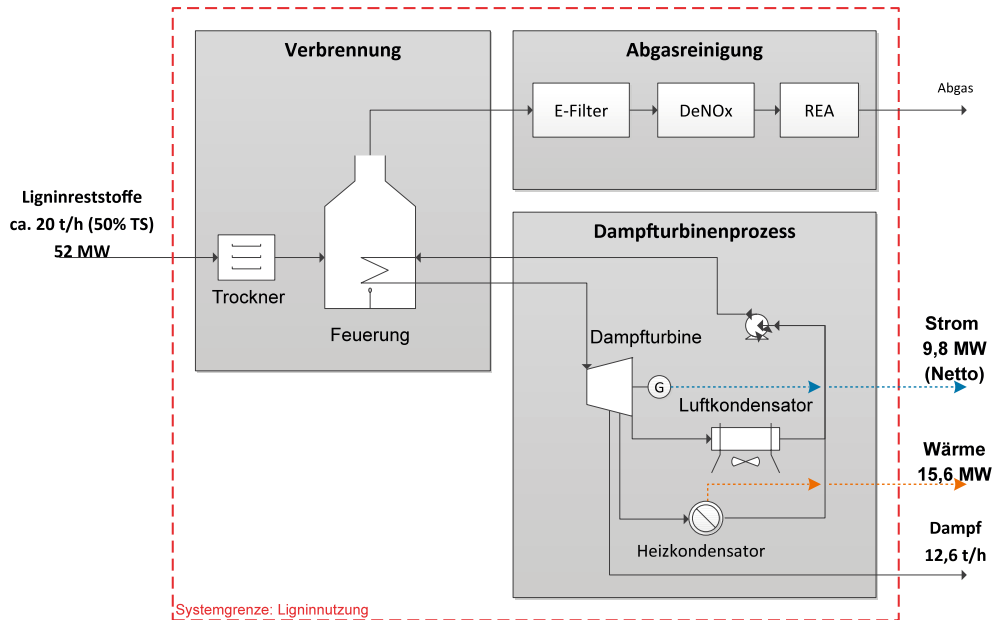 Verbrennung
Abgasreinigung
E-Filter
DeNOx
REA
Abgas
Ligninreststoffe
ca. 20 t/h (50% TS)
52 MW
Trockner
Feuerung
Dampfturbinenprozess
Dampfturbine
G
Luftkondensator
Heizkondensator
Strom
9,8 MW
(Netto)
Wärme
15,6 MW
Dampf
12,6 t/h
Systemgrenze: Ligninnutzung